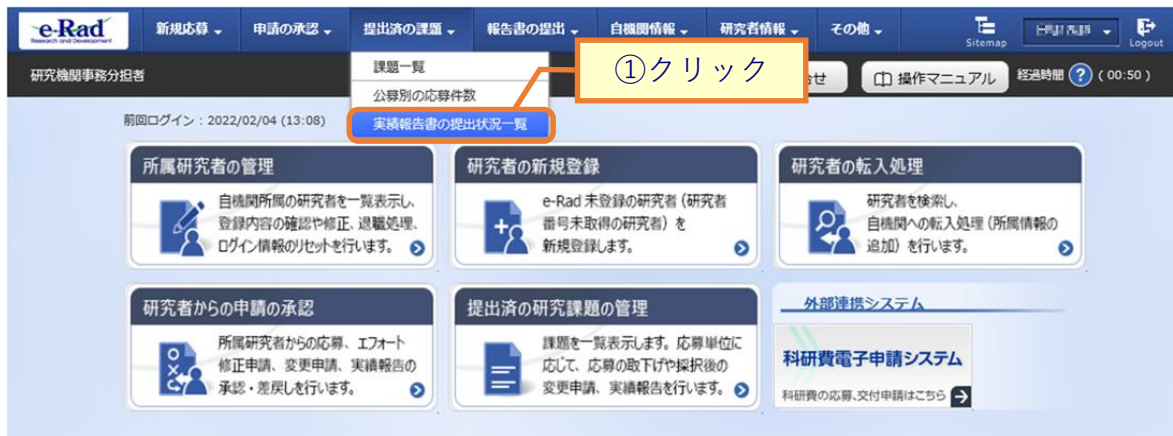 e-Rad
Research and Development
新規応募
申請の承認
提出済の課題
報告書の提出
自機関情報
研究者情報
その他
Sitemap
Logout
研究機関事務分担者
課題一覧
公募別の応募件数
実績報告書の提出状況一覧
①クリック
せ
操作マニュアル
経過時間 ? ( 00:50 )
前回ログイン : 2022/02/04 (13:08)
所属研究者の管理
自機関所属の研究者を一覧表示し、
登録内容の確認や修正、退職処理、
ログイン情報のリセットを行います。
研究者の新規登録
e-Rad 未登録の研究者 (研究者
番号未取得の研究者) を
新規登録します。
研究者の転入処理
研究者を検索し、
自機関への転入処理 (所属情報の
追加) を行います。
研究者からの申請の承認
所属研究者からの応募、エフォート
修正申請、変更申請、実績報告の
承認・差戻しを行います。
提出済の研究課題の管理
課題を一覧表示します。応募単位に
応じて、応募の取下げや採択後の
変更申請、実績報告を行います。
外部連携システム
科研費電子申請システム
科研費の応募、交付申請はこちら